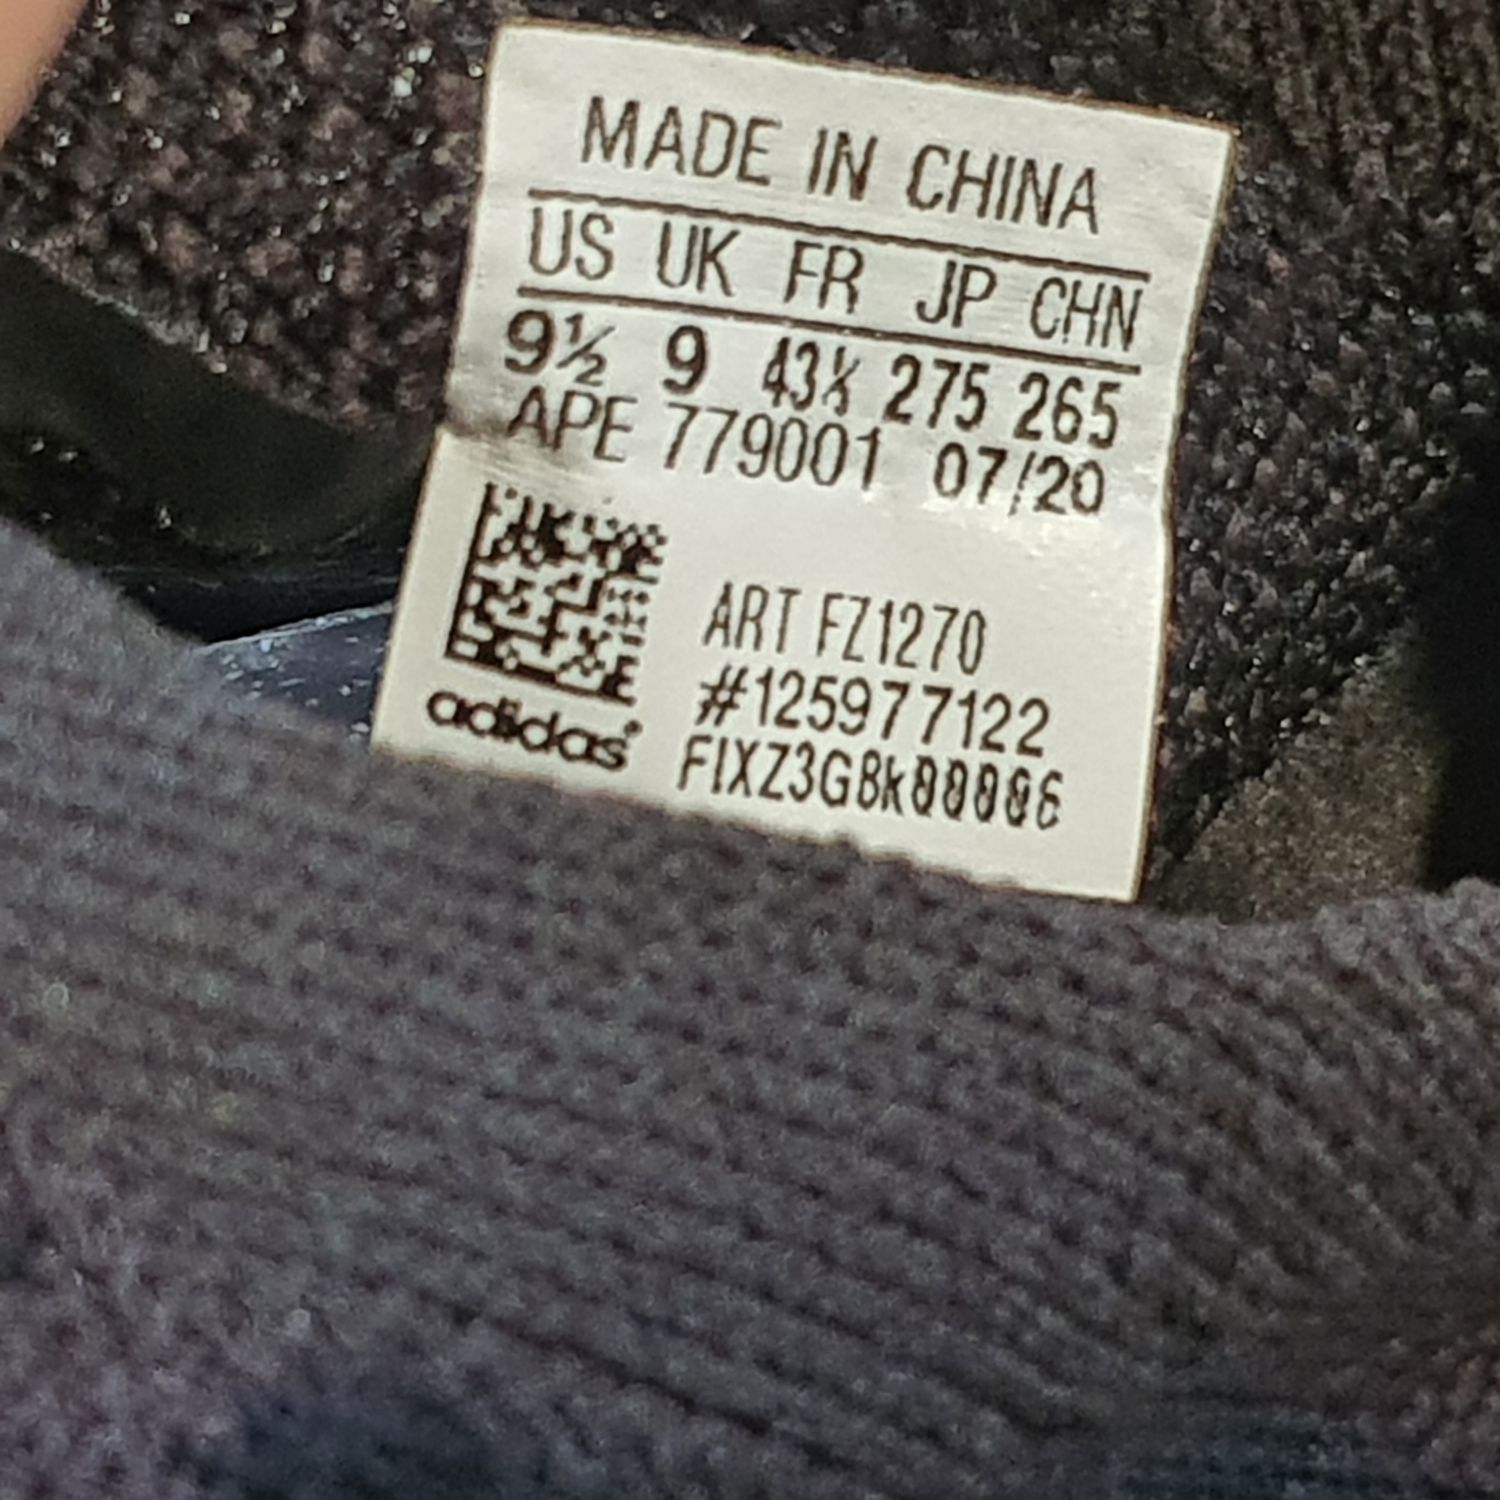 MADE IN CHINA
US UK FR JP CHN
9½ 9 43⅓ 275 265
APE 779001 07/20
ART FZ1270
#125977122
FIXZ3G8k00006
adidas